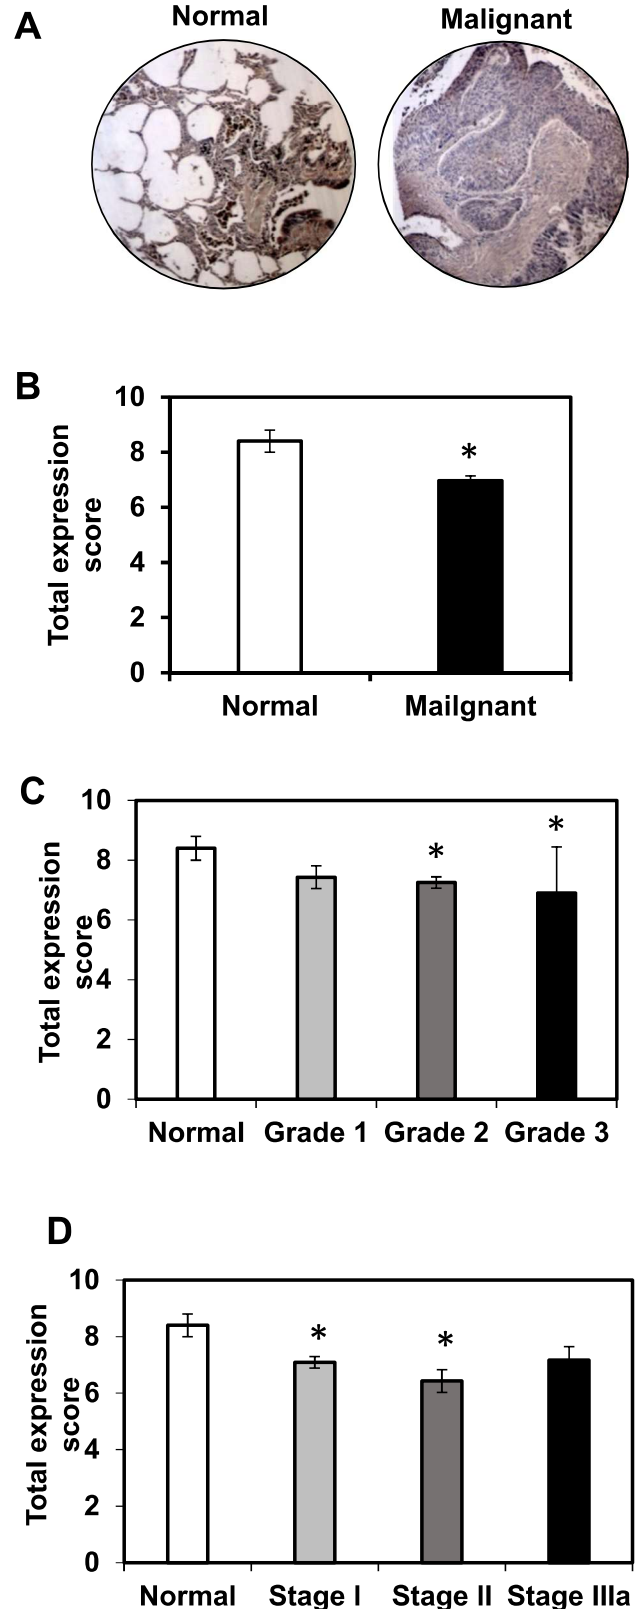 A
Normal
Malignant
B
Total expression
score
10
8
6
4
2
0
*
Normal
Mailgnant
C
Total expression
score
10
8
6
4
2
0
*
*
Normal
Grade 1
Grade 2
Grade 3
D
Total expression
score
10
8
6
4
2
0
*
*
Normal
Stage I
Stage II
Stage IIIa